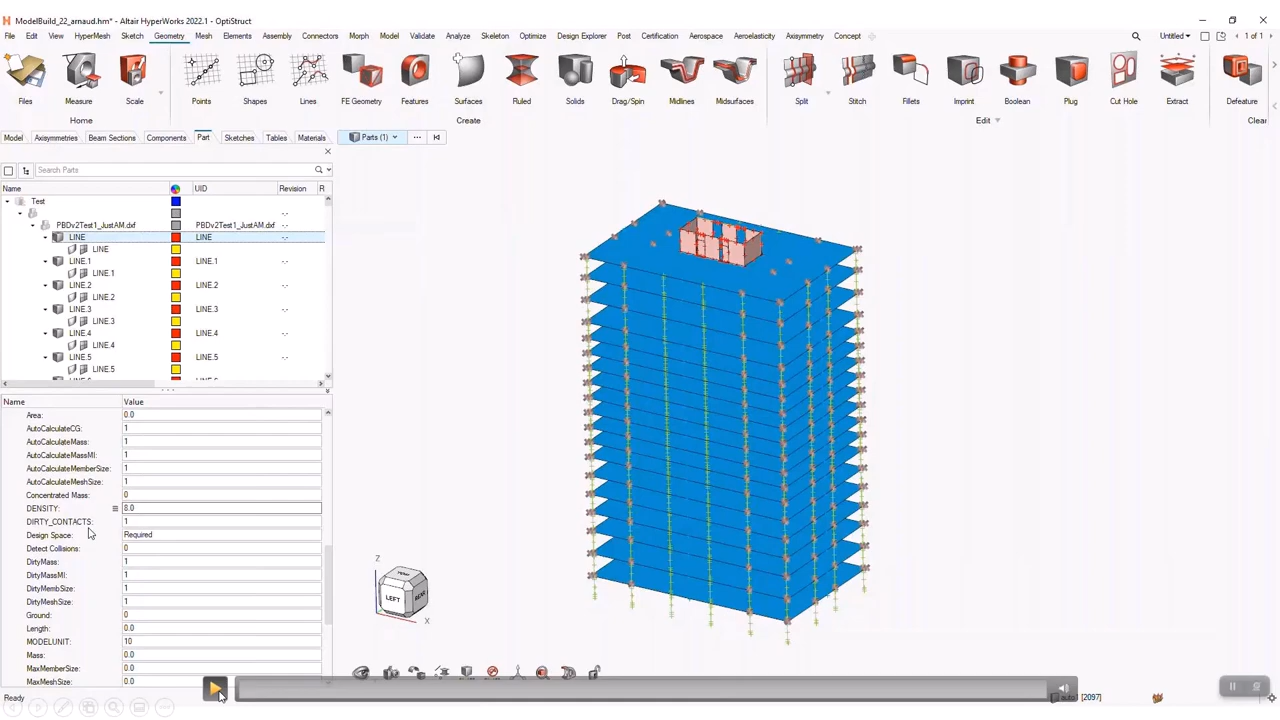 ModelBuild_22_arnaud.hm* - Altair HyperWorks 2022.1 - OptiStruct
File Edit View HyperMesh Sketch Geometry Mesh Elements Assembly Connectors Morph Model Validate Analyze Skeleton Optimize Design Explorer Post Certification Aerospace Aeroelasticity Axisymmetry Concept Untitled 1 of 1
Files Measure Scale Points Shapes Lines FE Geometry Features Surfaces Ruled Solids Drag/Spin Midlines Midsurfaces Split Stitch Fillets Imprint Boolean Plug Cut Hole Extract Defeature
Home Create Edit Clear
Model Axisymmetries Beam Sections Components Part Sketches Tables Materials Parts (1)
Search Parts
Name UID Revision R
Test
-.-
PBDv2Test1_JustAM.dxf PBDv2Test1_JustAM.dxf -.-
LINE LINE -.-
LINE
LINE.1 LINE.1 -.-
LINE.1
LINE.2 LINE.2 -.-
LINE.2
LINE.3 LINE.3 -.-
LINE.3
LINE.4 LINE.4 -.-
LINE.4
LINE.5 LINE.5 -.-
LINE.5
Name Value
Area: 0.0
AutoCalculateCG: 1
AutoCalculateMass: 1
AutoCalculateMassMI: 1
AutoCalculateMemberSize: 1
AutoCalculateMeshSize: 1
Concentrated Mass: 0
DENSITY: 8.0
DIRTY_CONTACTS: 1
Design Space: Required
Detect Collisions: 0
DirtyMass: 1
DirtyMassMI: 1
DirtyMembSize: 1
DirtyMeshSize: 1
Ground: 0
Length: 0.0
MODELUNIT: 10
Mass: 0.0
MaxMemberSize: 0.0
MaxMeshSize: 0.0
Z
LEFT REAR
X
Ready auto1 [2097]